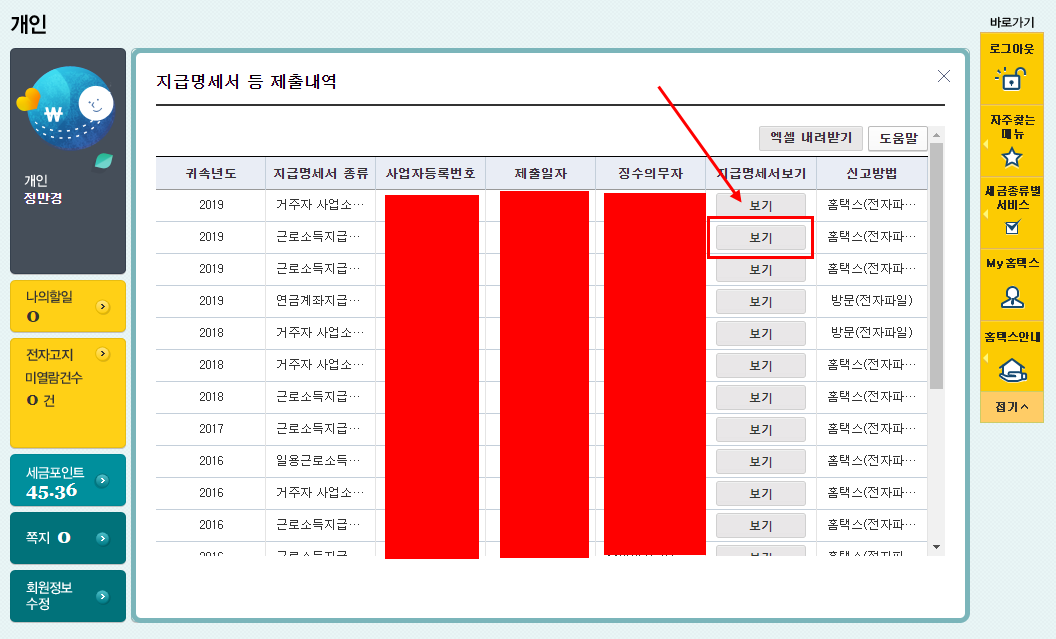 개인
바로가기
₩
개인
정만경
나의할일
0
전자고지
미열람건수
0 건
세금포인트
45.36
쪽지 0
회원정보
수정
지급명세서 등 제출내역
엑셀 내려받기 도움말
귀속년도 지급명세서 종류 사업자등록번호 제출일자 징수의무자 지급명세서보기 신고방법
2019 거주자 사업소… 보기 홈택스(전자파…
2019 근로소득지급… 보기 홈택스(전자파…
2019 근로소득지급… 보기 홈택스(전자파…
2019 연금계좌지급… 보기 방문(전자파일)
2018 거주자 사업소… 보기 방문(전자파일)
2018 거주자 사업소… 보기 홈택스(전자파…
2018 근로소득지급… 보기 홈택스(전자파…
2017 근로소득지급… 보기 홈택스(전자파…
2016 일용근로소득… 보기 홈택스(전자파…
2016 거주자 사업소… 보기 홈택스(전자파…
2016 근로소득지급… 보기 홈택스(전자파…
2016 근로소득지급… 보기 홈택스(전자파…
로그아웃
자주찾는
메뉴
세금종류별
서비스
My홈택스
홈택스안내
접기